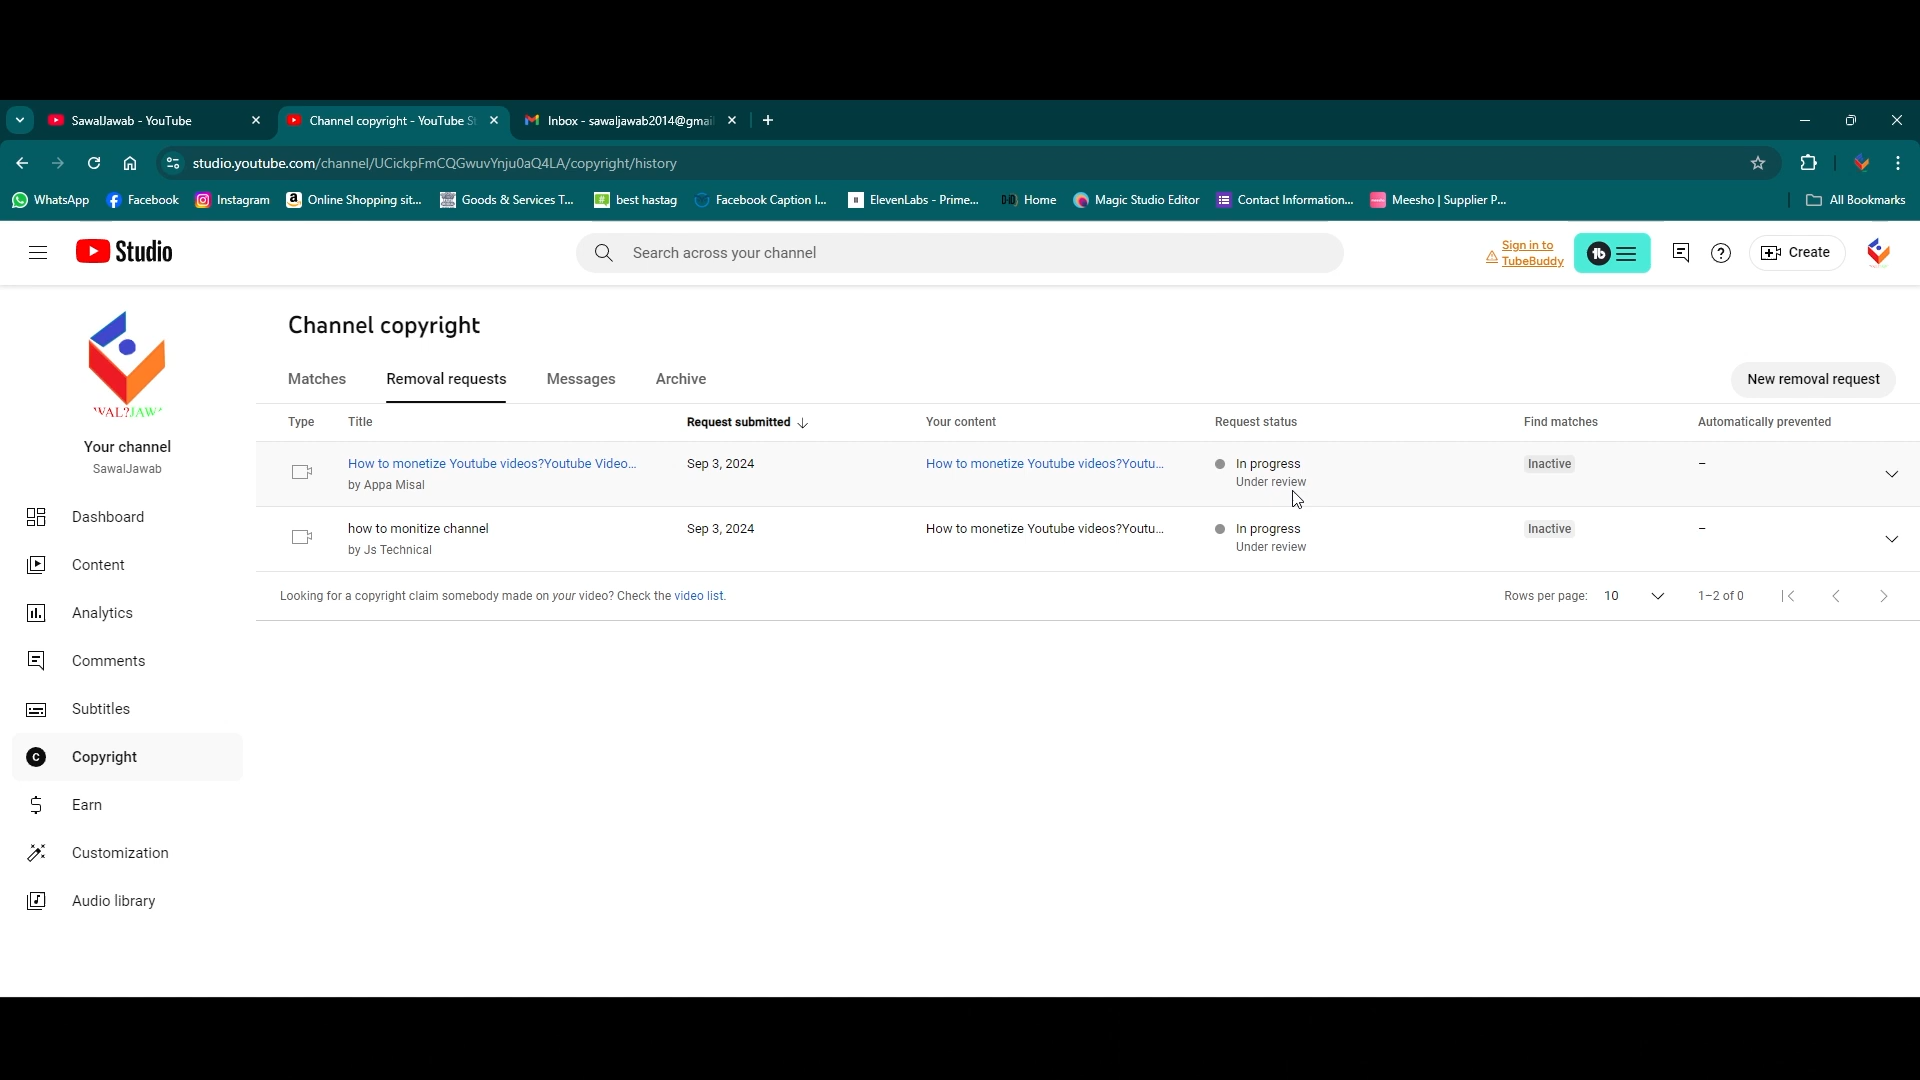 SawalJawab - YouTube
Channel copyright - YouTube S
Inbox - sawaljawab2014@gmai
studio.youtube.com/channel/UCickpFmCQGwuvYnju0aQ4LA/copyright/history
WhatsApp
Facebook
Instagram
Online Shopping sit...
Goods & Services T...
best hastag
Facebook Caption I...
ElevenLabs - Prime...
Home
Magic Studio Editor
Contact Information...
Meesho | Supplier P...
All Bookmarks
Studio
Search across your channel
Sign in to
TubeBuddy
Create
Channel copyright
Matches
Removal requests
Messages
Archive
New removal request
Type
Title
Request submitted
Your content
Request status
Find matches
Automatically prevented
How to monetize Youtube videos?Youtube Video...
by Appa Misal
Sep 3, 2024
How to monetize Youtube videos?Youtu...
In progress
Under review
Inactive
–
how to monitize channel
by Js Technical
Sep 3, 2024
How to monetize Youtube videos?Youtu...
In progress
Under review
Inactive
–
Looking for a copyright claim somebody made on your video? Check the video list.
Rows per page: 10
1–2 of 0
Your channel
SawalJawab
Dashboard
Content
Analytics
Comments
Subtitles
Copyright
Earn
Customization
Audio library